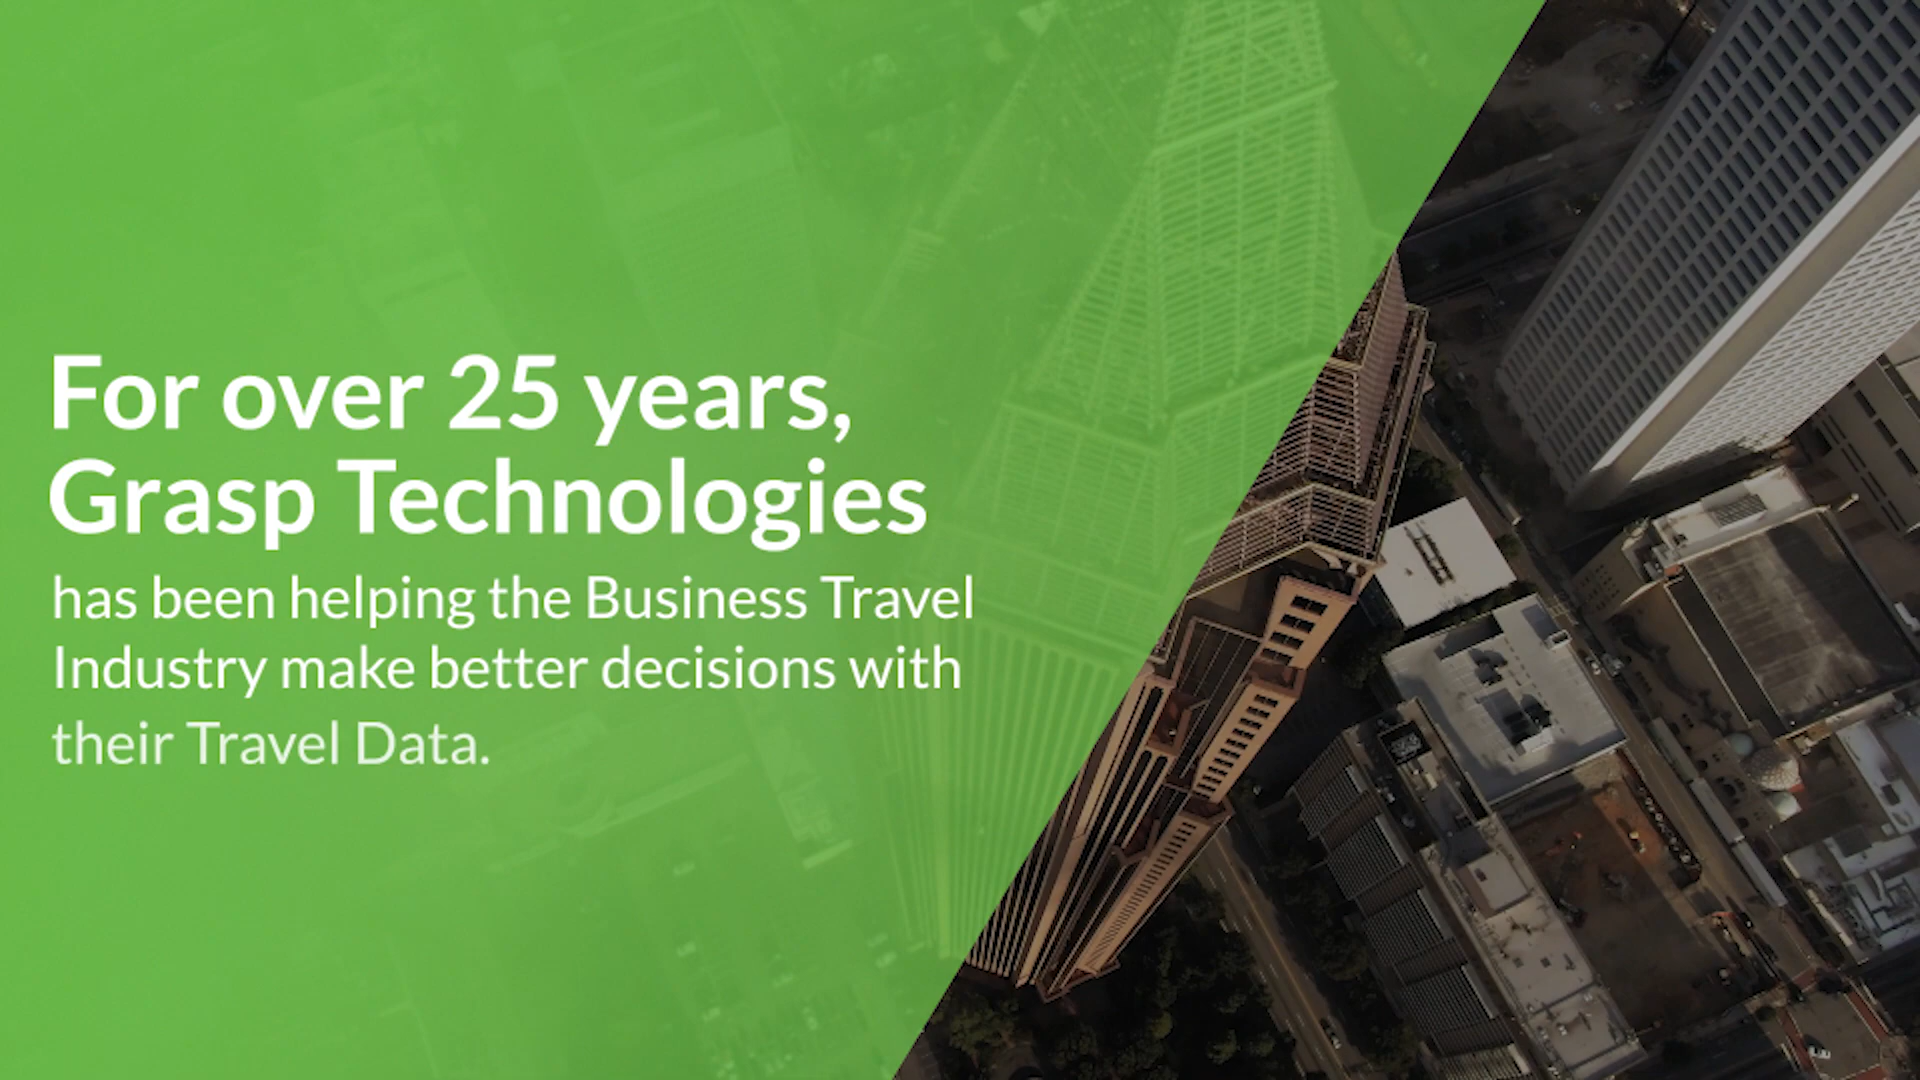 For over 25 years,
Grasp Technologies
has been helping the Business Travel
Industry make better decisions with
their Travel Data.